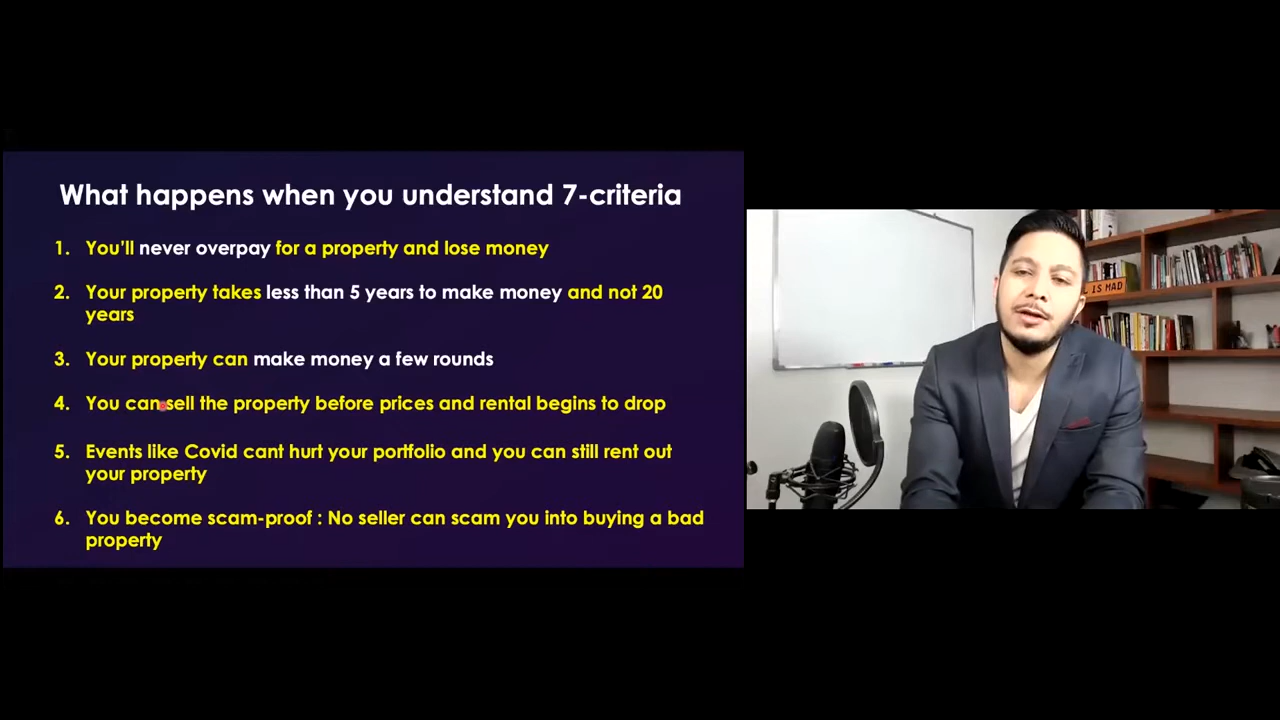 What happens when you understand 7-criteria
1. You'll never overpay for a property and lose money
2. Your property takes less than 5 years to make money and not 20
years
3. Your property can make money a few rounds
4. You can sell the property before prices and rental begins to drop
5. Events like Covid cant hurt your portfolio and you can still rent out
your property
6. You become scam-proof : No seller can scam you into buying a bad
property
L IS MAD